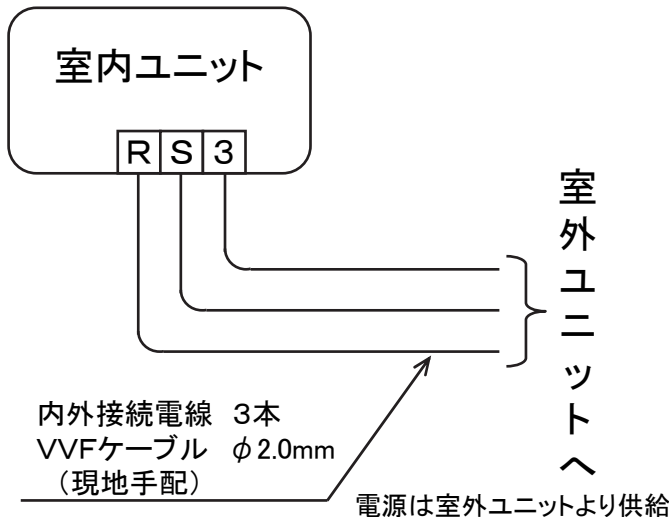 室内ユニット
R S 3
室外ユニットへ
内外接続電線 3本
VVFケーブル φ2.0mm
（現地手配）
電源は室外ユニットより供給